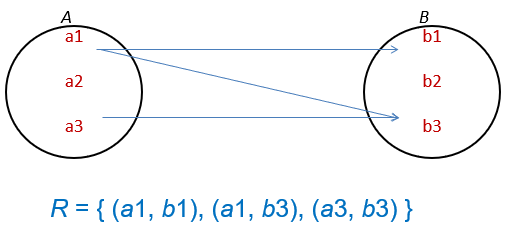 A B
a1 b1
a2 b2
a3 b3
R = { (a1, b1), (a1, b3), (a3, b3) }